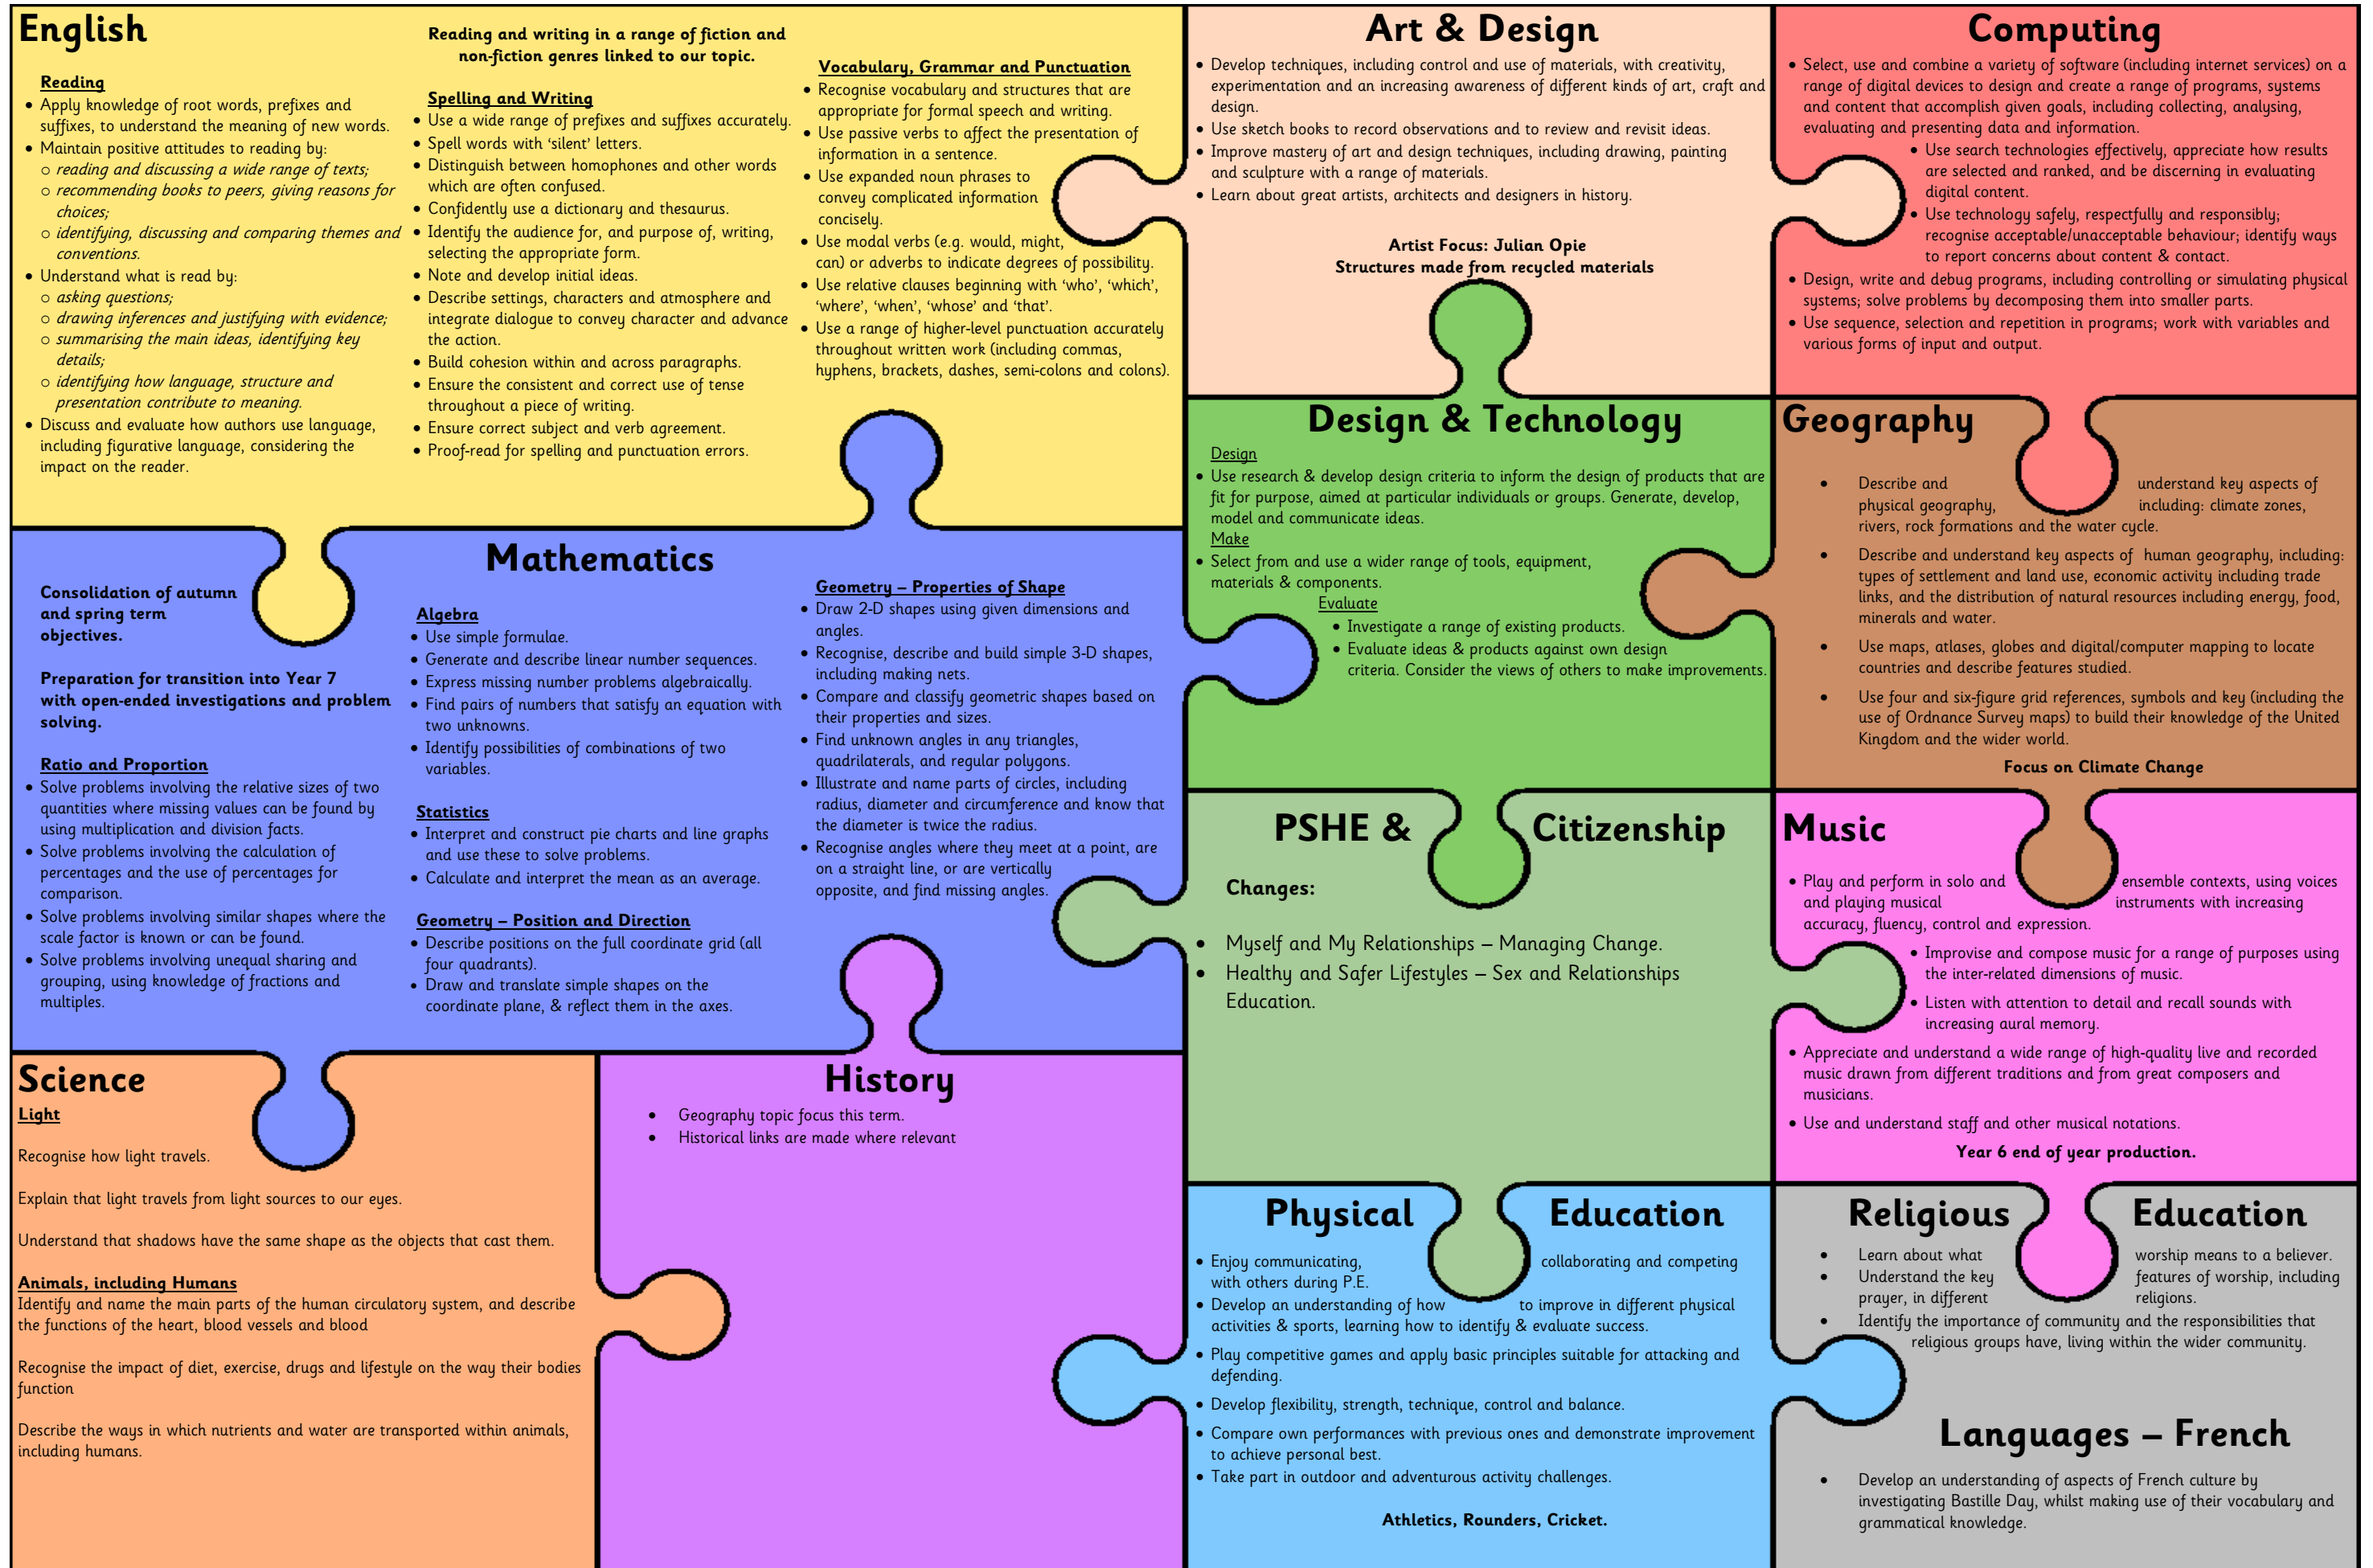 English
Reading
• Apply knowledge of root words, prefixes and
suffixes, to understand the meaning of new words.
• Maintain positive attitudes to reading by:
o reading and discussing a wide range of texts;
o recommending books to peers, giving reasons for
choices;
o identifying, discussing and comparing themes and
conventions.
• Understand what is read by:
o asking questions;
o drawing inferences and justifying with evidence;
o summarising the main ideas, identifying key
details;
o identifying how language, structure and
presentation contribute to meaning.
• Discuss and evaluate how authors use language,
including figurative language, considering the
impact on the reader.
Reading and writing in a range of fiction and
non-fiction genres linked to our topic.
Spelling and Writing
• Use a wide range of prefixes and suffixes accurately.
• Spell words with ‘silent’ letters.
• Distinguish between homophones and other words
which are often confused.
• Confidently use a dictionary and thesaurus.
• Identify the audience for, and purpose of, writing,
selecting the appropriate form.
• Note and develop initial ideas.
• Describe settings, characters and atmosphere and
integrate dialogue to convey character and advance
the action.
• Build cohesion within and across paragraphs.
• Ensure the consistent and correct use of tense
throughout a piece of writing.
• Ensure correct subject and verb agreement.
• Proof-read for spelling and punctuation errors.
Vocabulary, Grammar and Punctuation
• Recognise vocabulary and structures that are
appropriate for formal speech and writing.
• Use passive verbs to affect the presentation of
information in a sentence.
• Use expanded noun phrases to
convey complicated information
concisely.
• Use modal verbs (e.g. would, might,
can) or adverbs to indicate degrees of possibility.
• Use relative clauses beginning with ‘who’, ‘which’,
‘where’, ‘when’, ‘whose’ and ‘that’.
• Use a range of higher-level punctuation accurately
throughout written work (including commas,
hyphens, brackets, dashes, semi-colons and colons).
Art & Design
• Develop techniques, including control and use of materials, with creativity,
experimentation and an increasing awareness of different kinds of art, craft and
design.
• Use sketch books to record observations and to review and revisit ideas.
• Improve mastery of art and design techniques, including drawing, painting
and sculpture with a range of materials.
• Learn about great artists, architects and designers in history.
Artist Focus: Julian Opie
Structures made from recycled materials
Computing
• Select, use and combine a variety of software (including internet services) on a
range of digital devices to design and create a range of programs, systems
and content that accomplish given goals, including collecting, analysing,
evaluating and presenting data and information.
• Use search technologies effectively, appreciate how results
are selected and ranked, and be discerning in evaluating
digital content.
• Use technology safely, respectfully and responsibly;
recognise acceptable/unacceptable behaviour; identify ways
to report concerns about content & contact.
• Design, write and debug programs, including controlling or simulating physical
systems; solve problems by decomposing them into smaller parts.
• Use sequence, selection and repetition in programs; work with variables and
various forms of input and output.
Mathematics
Consolidation of autumn
and spring term
objectives.
Preparation for transition into Year 7
with open-ended investigations and problem
solving.
Ratio and Proportion
• Solve problems involving the relative sizes of two
quantities where missing values can be found by
using multiplication and division facts.
• Solve problems involving the calculation of
percentages and the use of percentages for
comparison.
• Solve problems involving similar shapes where the
scale factor is known or can be found.
• Solve problems involving unequal sharing and
grouping, using knowledge of fractions and
multiples.
Algebra
• Use simple formulae.
• Generate and describe linear number sequences.
• Express missing number problems algebraically.
• Find pairs of numbers that satisfy an equation with
two unknowns.
• Identify possibilities of combinations of two
variables.
Statistics
• Interpret and construct pie charts and line graphs
and use these to solve problems.
• Calculate and interpret the mean as an average.
Geometry – Position and Direction
• Describe positions on the full coordinate grid (all
four quadrants).
• Draw and translate simple shapes on the
coordinate plane, & reflect them in the axes.
Geometry – Properties of Shape
• Draw 2-D shapes using given dimensions and
angles.
• Recognise, describe and build simple 3-D shapes,
including making nets.
• Compare and classify geometric shapes based on
their properties and sizes.
• Find unknown angles in any triangles,
quadrilaterals, and regular polygons.
• Illustrate and name parts of circles, including
radius, diameter and circumference and know that
the diameter is twice the radius.
• Recognise angles where they meet at a point, are
on a straight line, or are vertically
opposite, and find missing angles.
Design & Technology
Design
• Use research & develop design criteria to inform the design of products that are
fit for purpose, aimed at particular individuals or groups. Generate, develop,
model and communicate ideas.
Make
• Select from and use a wider range of tools, equipment,
materials & components.
Evaluate
• Investigate a range of existing products.
• Evaluate ideas & products against own design
criteria. Consider the views of others to make improvements.
Geography
• Describe and understand key aspects of
physical geography, including: climate zones,
rivers, rock formations and the water cycle.
• Describe and understand key aspects of human geography, including:
types of settlement and land use, economic activity including trade
links, and the distribution of natural resources including energy, food,
minerals and water.
• Use maps, atlases, globes and digital/computer mapping to locate
countries and describe features studied.
• Use four and six-figure grid references, symbols and key (including the
use of Ordnance Survey maps) to build their knowledge of the United
Kingdom and the wider world.
Focus on Climate Change
PSHE & Citizenship
Changes:
• Myself and My Relationships – Managing Change.
• Healthy and Safer Lifestyles – Sex and Relationships
Education.
Music
• Play and perform in solo and ensemble contexts, using voices
and playing musical instruments with increasing
accuracy, fluency, control and expression.
• Improvise and compose music for a range of purposes using
the inter-related dimensions of music.
• Listen with attention to detail and recall sounds with
increasing aural memory.
• Appreciate and understand a wide range of high-quality live and recorded
music drawn from different traditions and from great composers and
musicians.
• Use and understand staff and other musical notations.
Year 6 end of year production.
Science
Light
Recognise how light travels.
Explain that light travels from light sources to our eyes.
Understand that shadows have the same shape as the objects that cast them.
Animals, including Humans
Identify and name the main parts of the human circulatory system, and describe
the functions of the heart, blood vessels and blood
Recognise the impact of diet, exercise, drugs and lifestyle on the way their bodies
function
Describe the ways in which nutrients and water are transported within animals,
including humans.
History
• Geography topic focus this term.
• Historical links are made where relevant
Physical Education
• Enjoy communicating, collaborating and competing
with others during P.E.
• Develop an understanding of how to improve in different physical
activities & sports, learning how to identify & evaluate success.
• Play competitive games and apply basic principles suitable for attacking and
defending.
• Develop flexibility, strength, technique, control and balance.
• Compare own performances with previous ones and demonstrate improvement
to achieve personal best.
• Take part in outdoor and adventurous activity challenges.
Athletics, Rounders, Cricket.
Religious Education
• Learn about what worship means to a believer.
• Understand the key features of worship, including
prayer, in different religions.
• Identify the importance of community and the responsibilities that
religious groups have, living within the wider community.
Languages – French
• Develop an understanding of aspects of French culture by
investigating Bastille Day, whilst making use of their vocabulary and
grammatical knowledge.